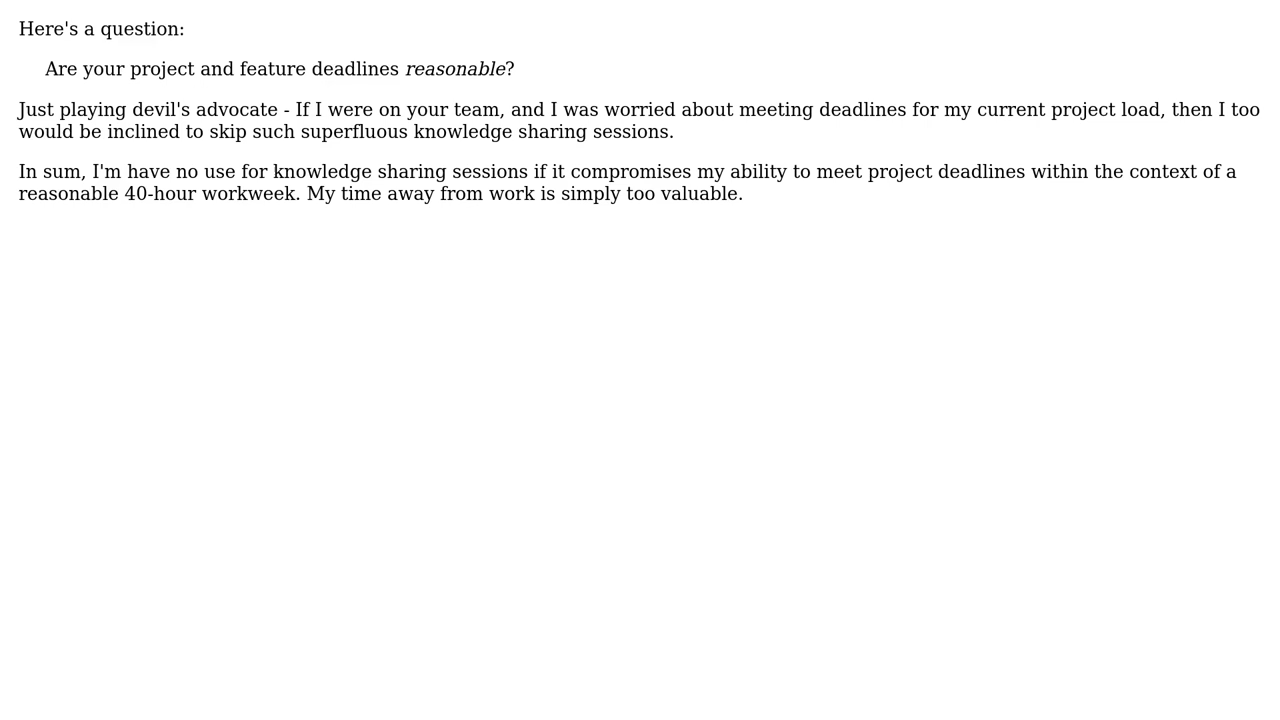 Here's a question:
Are your project and feature deadlines reasonable?
Just playing devil's advocate - If I were on your team, and I was worried about meeting deadlines for my current project load, then I too
would be inclined to skip such superfluous knowledge sharing sessions.
In sum, I'm have no use for knowledge sharing sessions if it compromises my ability to meet project deadlines within the context of a
reasonable 40-hour workweek. My time away from work is simply too valuable.